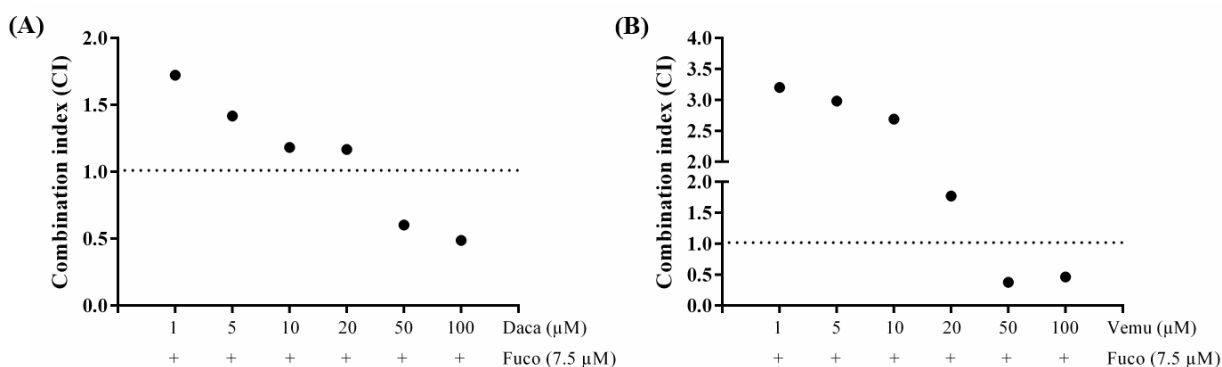 (A)
Combination index (CI)
2.0
1.5
1.0
0.5
0.0
1 5 10 20 50 100 Daca (µM)
+ + + + + + Fuco (7.5 µM)
(B)
Combination index (CI)
4.0
3.5
3.0
2.5
2.0
2.0
1.5
1.0
0.5
0.0
1 5 10 20 50 100 Vemu (µM)
+ + + + + + Fuco (7.5 µM)